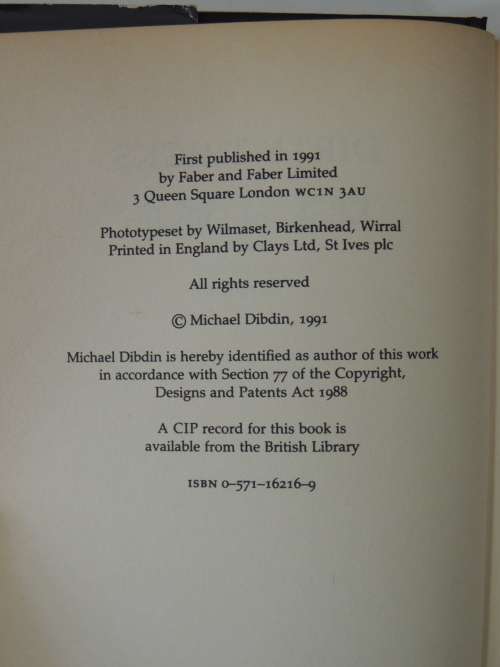 First published in 1991
by Faber and Faber Limited
3 Queen Square London WC1N 3AU
Phototypeset by Wilmaset, Birkenhead, Wirral
Printed in England by Clays Ltd, St Ives plc
All rights reserved
© Michael Dibdin, 1991
Michael Dibdin is hereby identified as author of this work
in accordance with Section 77 of the Copyright,
Designs and Patents Act 1988
A CIP record for this book is
available from the British Library
ISBN 0–571–16216–9